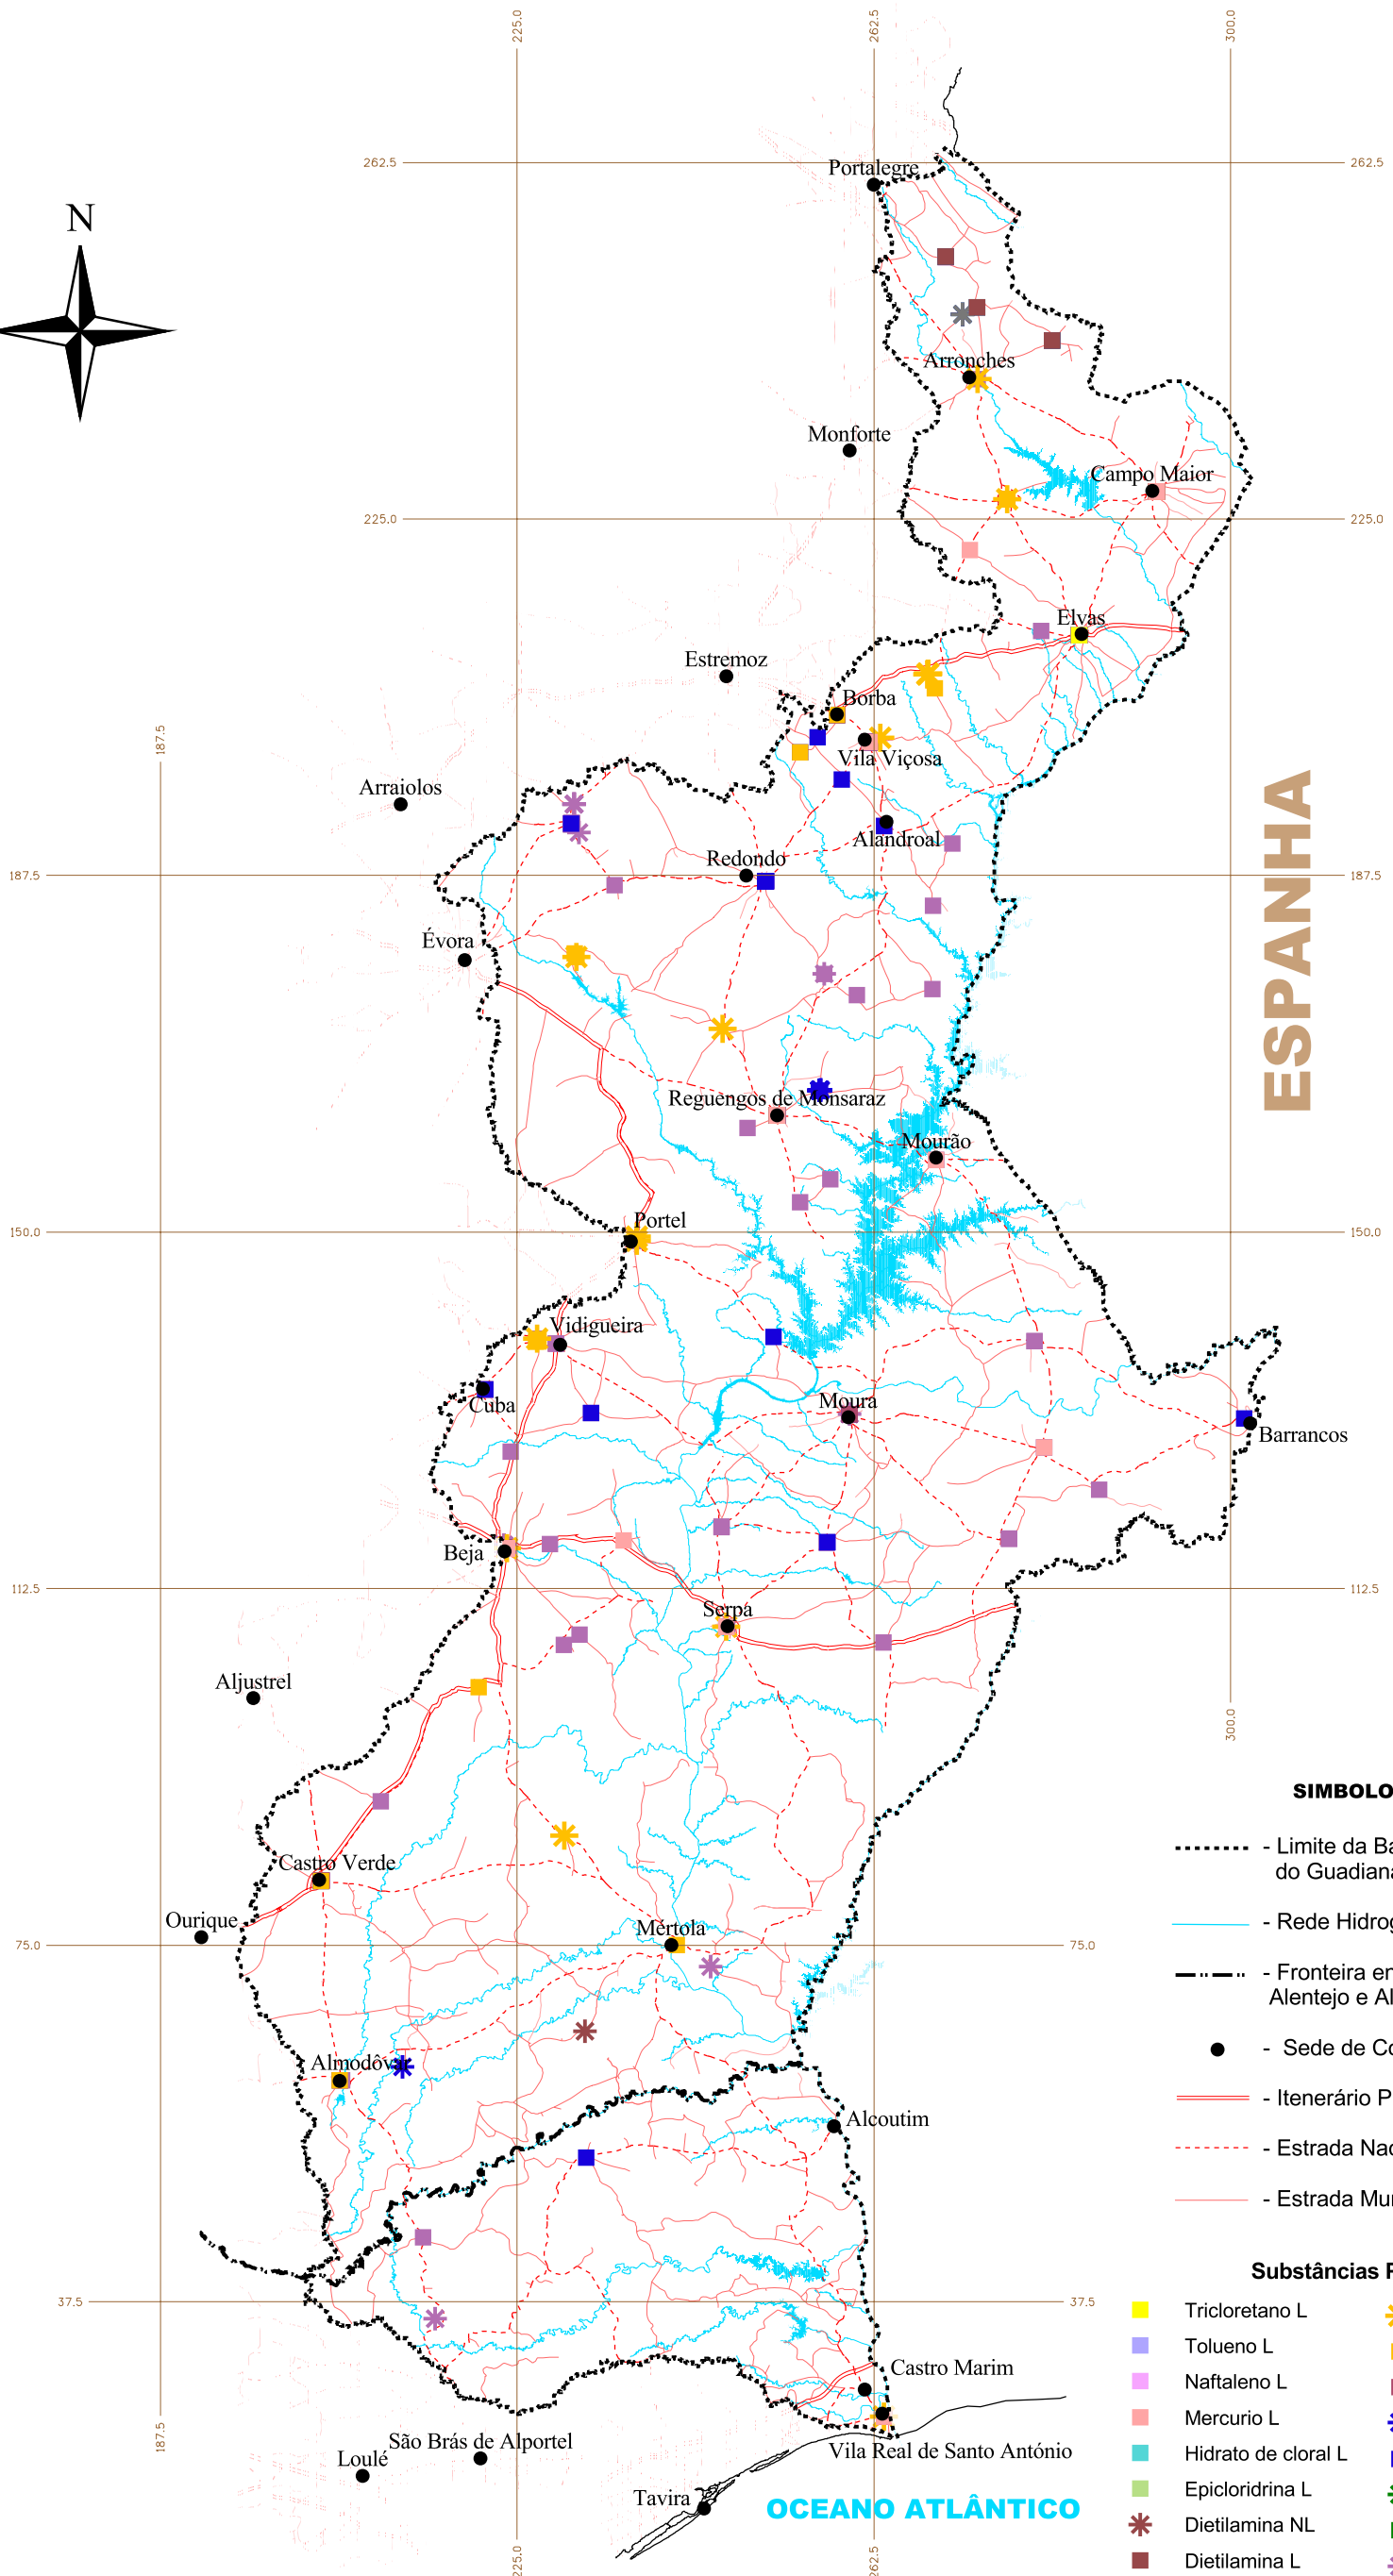 225.0
262.5
300.0
262.5
262.5
Portalegre
N
Arronches
Monforte
Campo Maior
225.0
225.0
Elvas
Estremoz
Borba
187.5
Vila Viçosa
Arraiolos
ESPANHA
Alandroal
Redondo
187.5
187.5
Évora
Reguengos de Monsaraz
Mourão
Portel
150.0
150.0
Vidigueira
Cuba
Moura
Barrancos
Beja
112.5
112.5
Serpa
Aljustrel
300.0
SIMBOLO
- Limite da Ba
do Guadiana
Castro Verde
Ourique
- Rede Hidrog
Mértola
75.0
75.0
- Fronteira en
Alentejo e Al
- Sede de Co
Almodôv
- Itenerário P
Alcoutim
- Estrada Nac
- Estrada Mun
Substâncias P
37.5
37.5
Tricloretano L
Tolueno L
Castro Marim
Naftaleno L
187.5
Mercurio L
São Brás de Alportel
Vila Real de Santo António
Hidrato de cloral L
Loulé
Epicloridrina L
Tavira
OCEANO ATLÂNTICO
Dietilamina NL
Dietilamina L
225.0
262.5